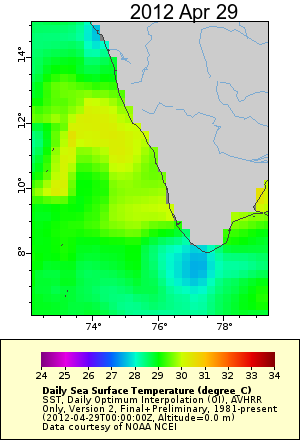 2012 Apr 29
14°
12°
10°
8°
74° 76° 78°
24 25 26 27 28 29 30 31 32 33 34
Daily Sea Surface Temperature (degree_C)
SST, Daily Optimum Interpolation (OI), AVHRR
Only, Version 2, Final+Preliminary, 1981-present
(2012-04-29T00:00:00Z, Altitude=0.0 m)
Data courtesy of NOAA NCEI